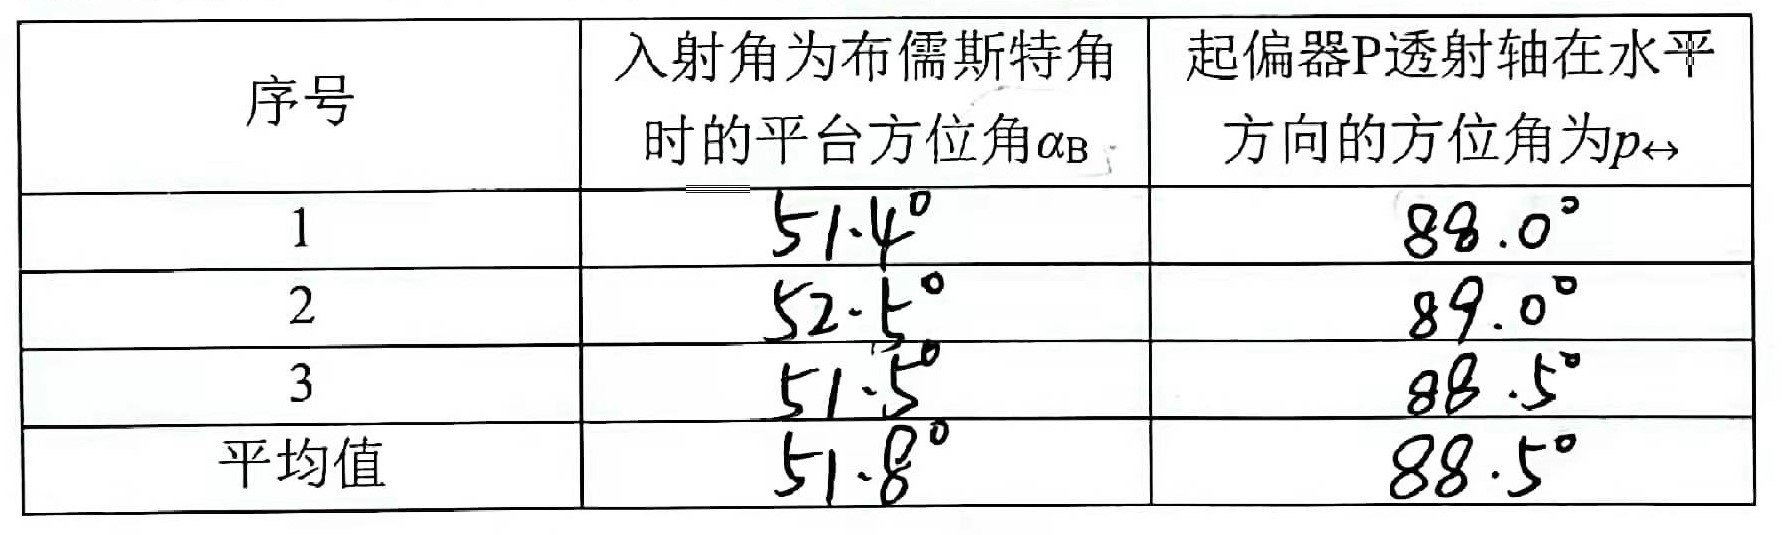 序号
入射角为布儒斯特角
时的平台方位角αB
起偏器P透射轴在水平
方向的方位角为p↔
1
51.4°
88.0°
2
52.5°
89.0°
3
51.5°
88.5°
平均值
51.8°
88.5°